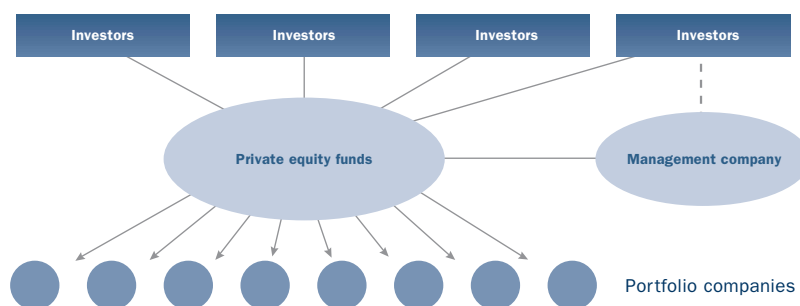 Investors
Investors
Investors
Investors
Private equity funds
Management company
Portfolio companies